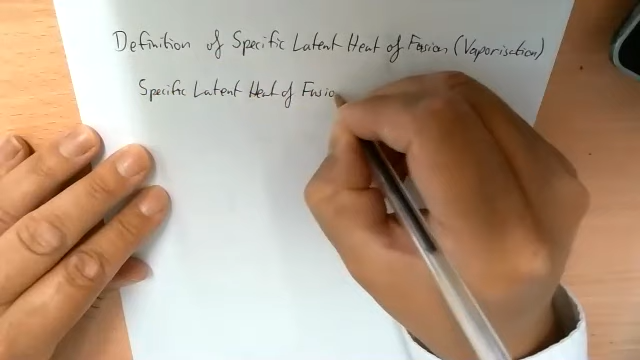 Definition of Specific Latent Heat of Fusion (Vaporisation)
Specific Latent Heat of Fusio